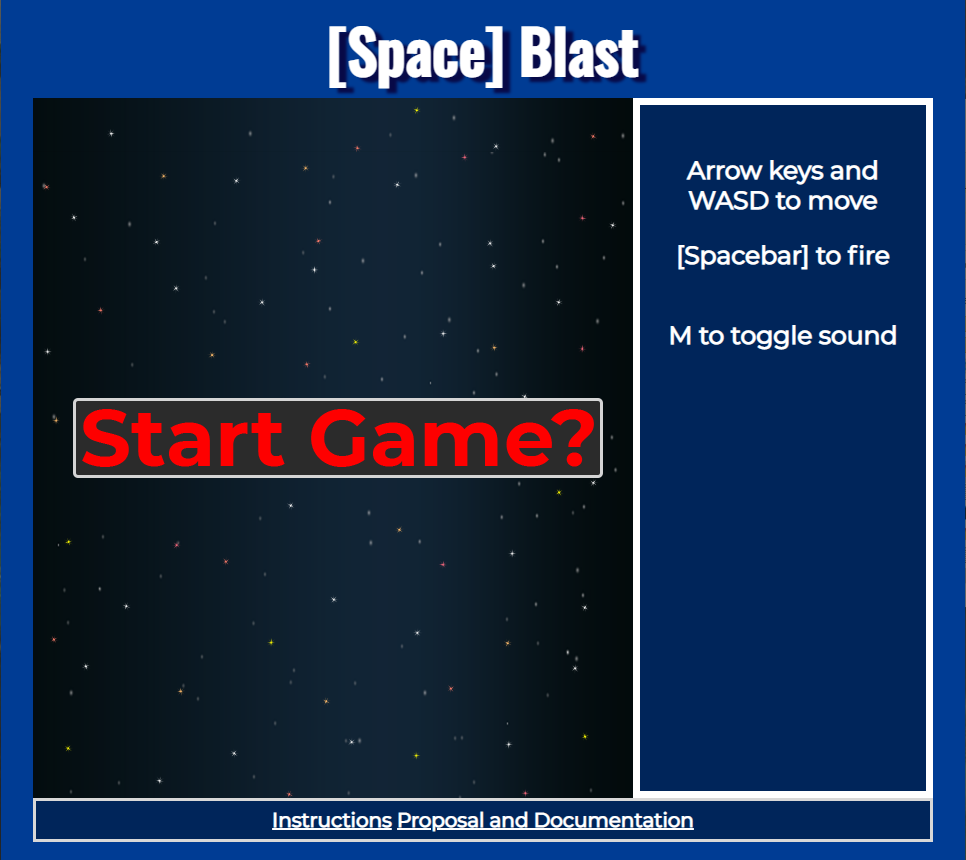 [Space] Blast
Arrow keys and
WASD to move
[Spacebar] to fire
M to toggle sound
Start Game?
Instructions Proposal and Documentation